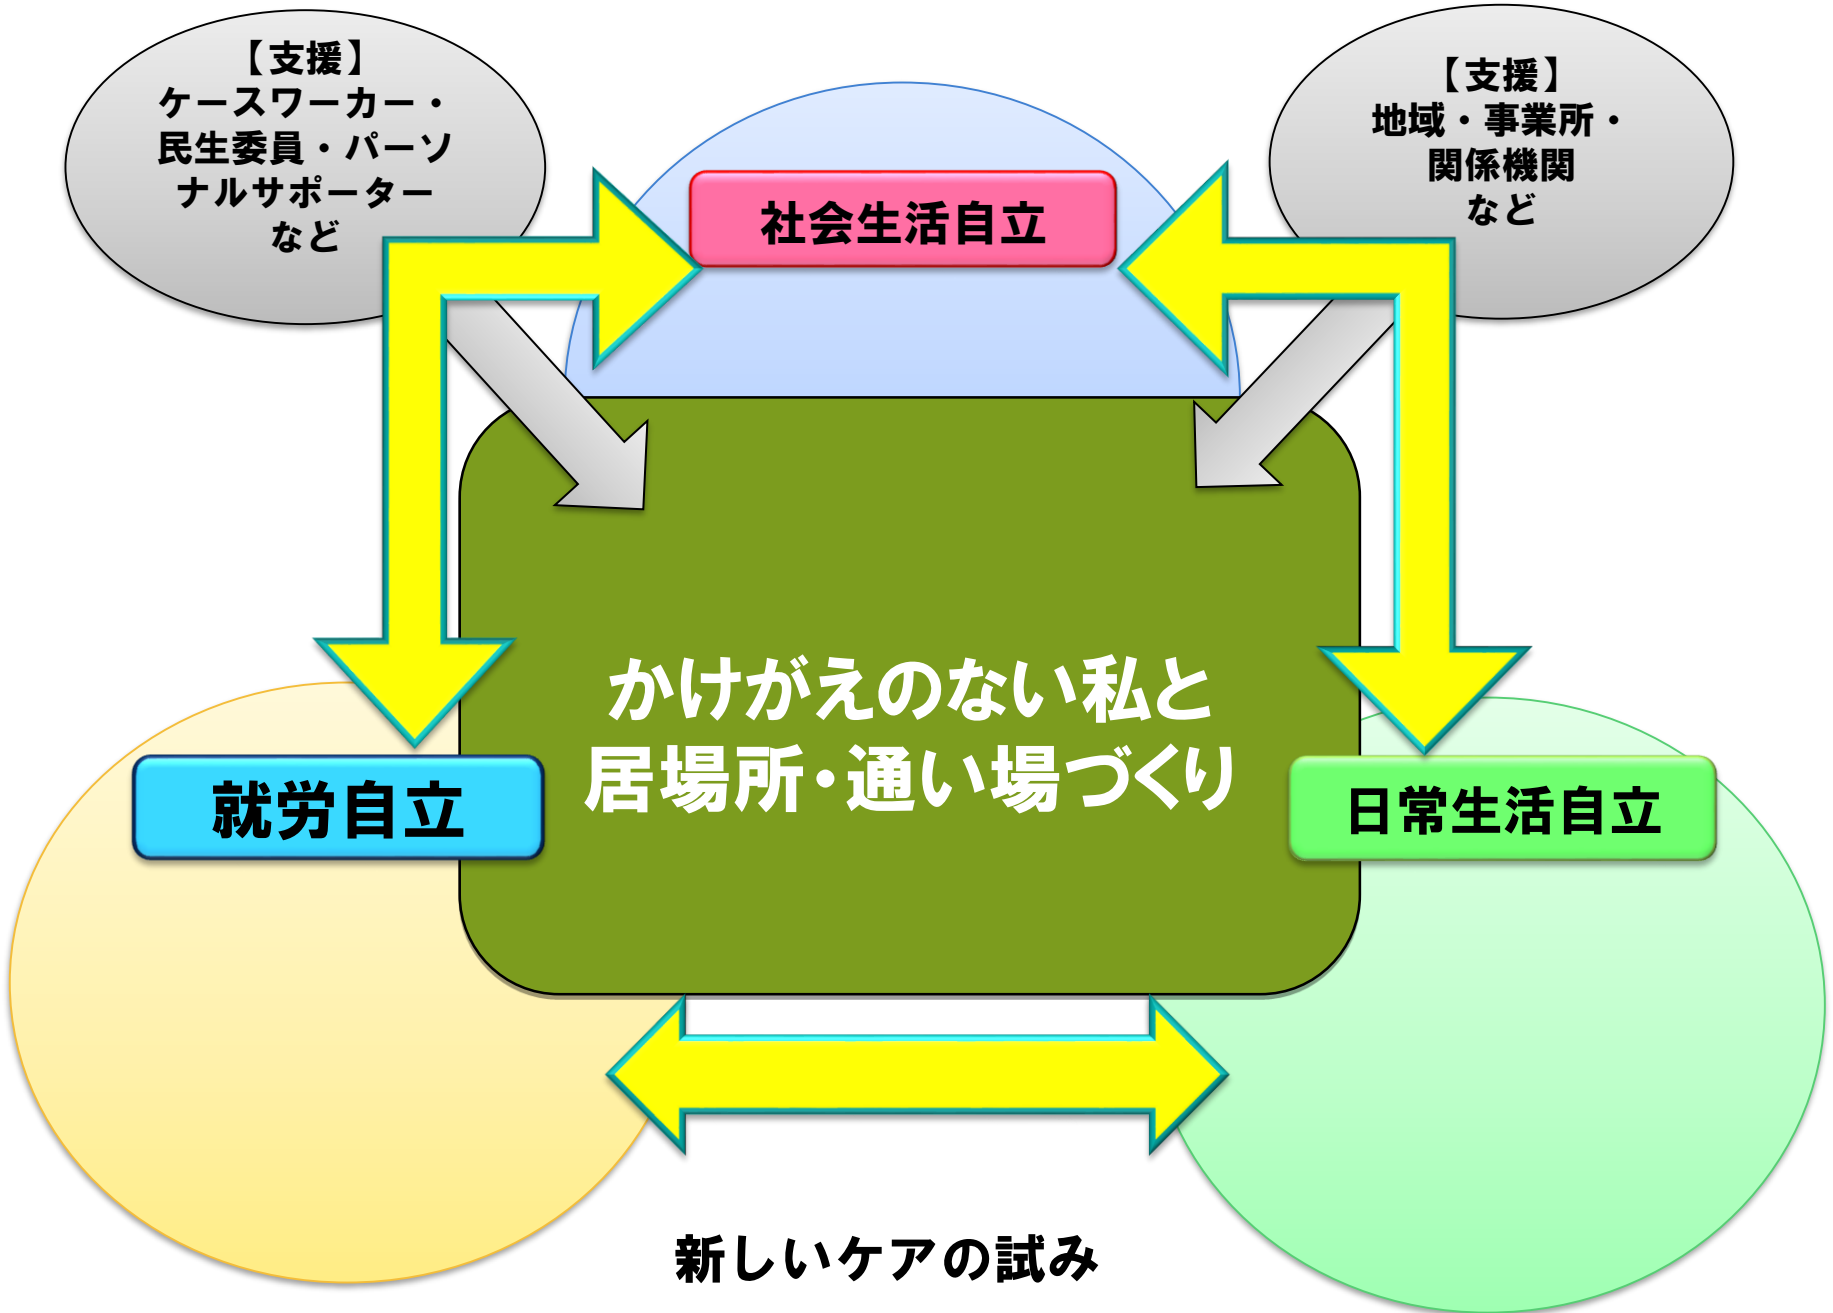 【支援】
ケースワーカー・
民生委員・パーソ
ナルサポーター
など
【支援】
地域・事業所・
関係機関
など
社会生活自立
かけがえのない私と
居場所・通い場づくり
就労自立
日常生活自立
新しいケアの試み